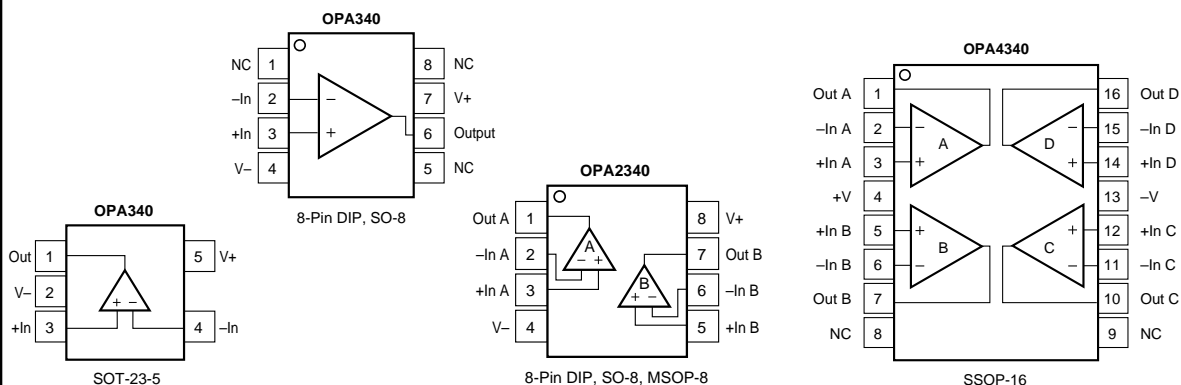 OPA340
NC 1 8 NC
–In 2 – 7 V+
+In 3 + 6 Output
V– 4 5 NC
8-Pin DIP, SO-8
OPA340
Out 1 5 V+
V– 2
+ –
+In 3 4 –In
SOT-23-5
OPA2340
Out A 1 8 V+
A
–In A 2 – + 7 Out B
B
+In A 3 + – 6 –In B
V– 4 5 +In B
8-Pin DIP, SO-8, MSOP-8
OPA4340
Out A 1 16 Out D
–In A 2 – – 15 –In D
A D
+In A 3 + + 14 +In D
+V 4 13 –V
+In B 5 + + 12 +In C
B C
–In B 6 – – 11 –In C
Out B 7 10 Out C
NC 8 9 NC
SSOP-16